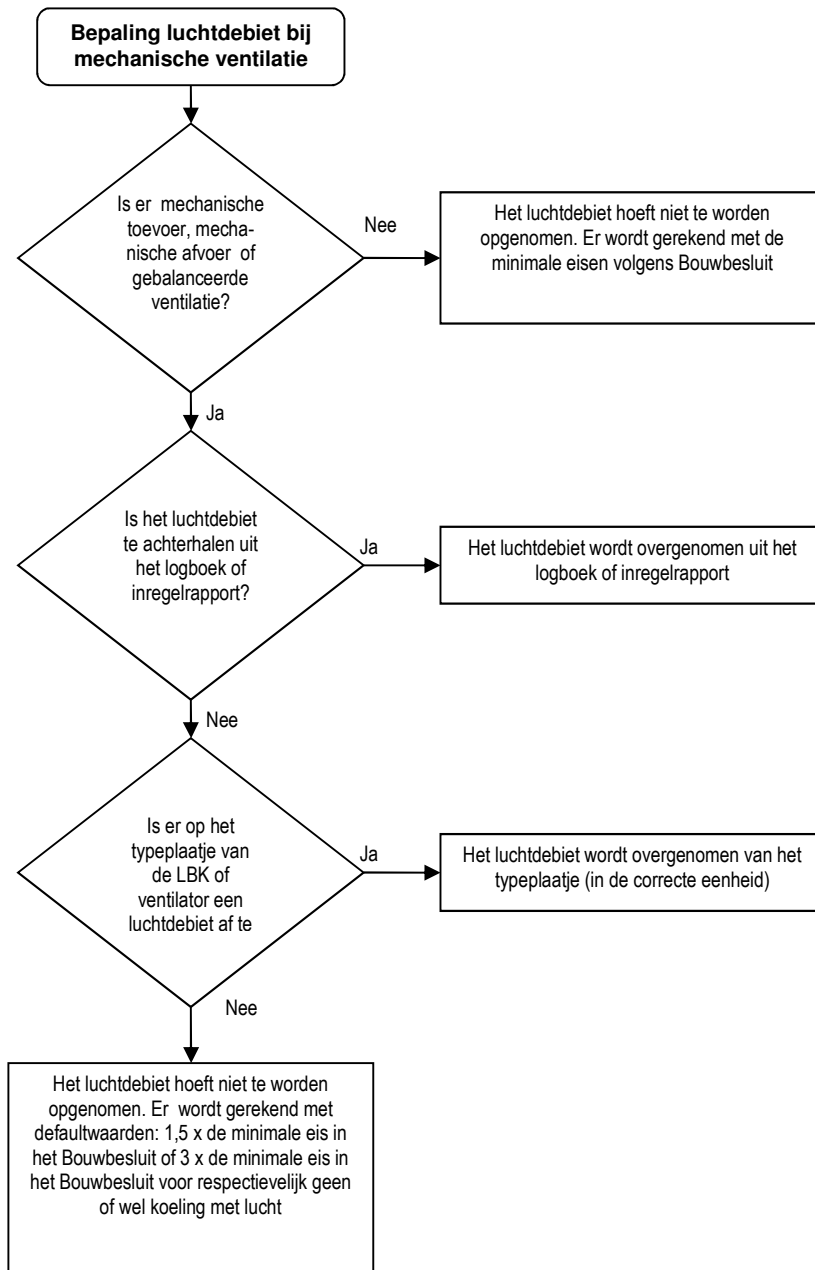 Bepaling luchtdebiet bij
mechanische ventilatie
Is er mechanische
toevoer, mecha-
nische afvoer of
gebalanceerde
ventilatie?
Nee
Het luchtdebiet hoeft niet te worden
opgenomen. Er wordt gerekend met de
minimale eisen volgens Bouwbesluit
Ja
Is het luchtdebiet
te achterhalen uit
het logboek of
inregelrapport?
Ja
Het luchtdebiet wordt overgenomen uit het
logboek of inregelrapport
Nee
Is er op het
typeplaatje van
de LBK of
ventilator een
luchtdebiet af te
Ja
Het luchtdebiet wordt overgenomen van het
typeplaatje (in de correcte eenheid)
Nee
Het luchtdebiet hoeft niet te worden
opgenomen. Er wordt gerekend met
defaultwaarden: 1,5 x de minimale eis in
het Bouwbesluit of 3 x de minimale eis in
het Bouwbesluit voor respectievelijk geen
of wel koeling met lucht